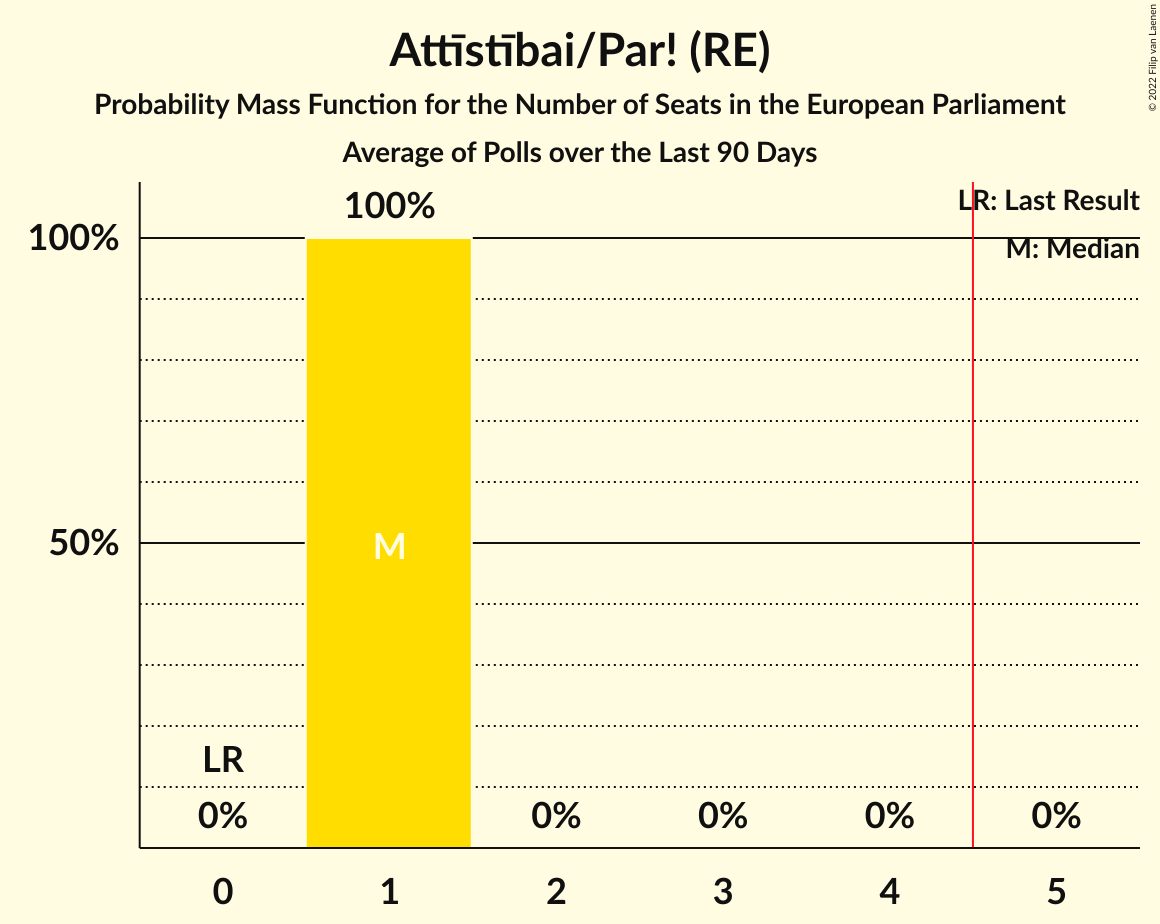 Attīstībai/Par! (RE)
Probability Mass Function for the Number of Seats in the European Parliament
Average of Polls over the Last 90 Days
© 2022 Filip van Laenen
LR: Last Result
M: Median
100%
100%
50%
M
LR
0%
0%
0%
0%
0%
0 1 2 3 4 5